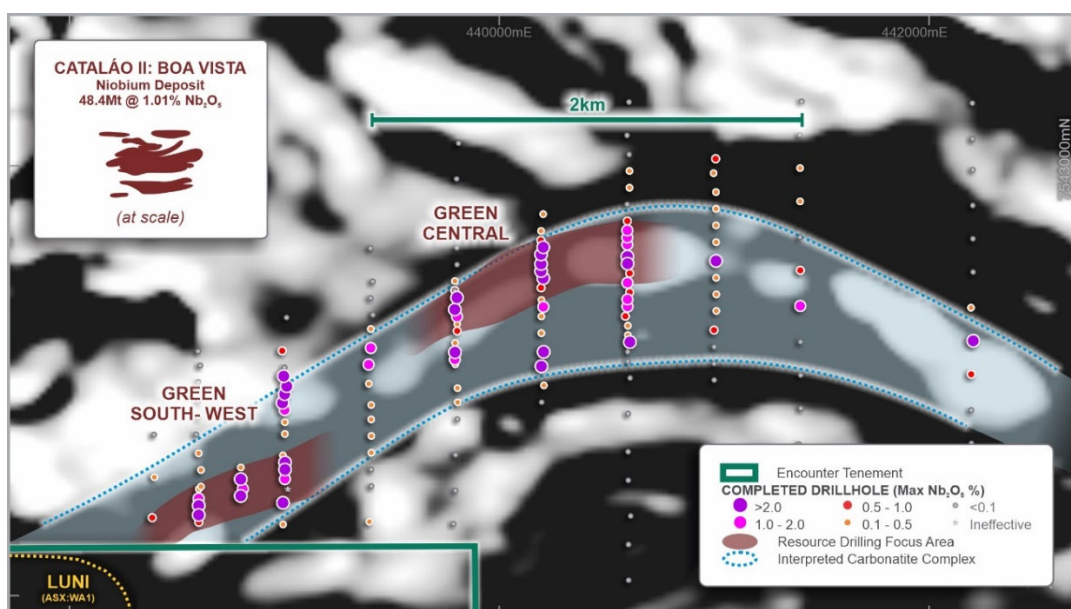 440000mE
442000mE
7543000mN
CATALÁO II: BOA VISTA
Niobium Deposit
48.4Mt @ 1.01% Nb₂O₅
(at scale)
2km
GREEN
CENTRAL
GREEN
SOUTH- WEST
LUNI
(ASX:WA1)
Encounter Tenement
COMPLETED DRILLHOLE (Max Nb₂O₅ %)
>2.0
0.5 - 1.0
<0.1
1.0 - 2.0
0.1 - 0.5
Ineffective
Resource Drilling Focus Area
Interpreted Carbonatite Complex